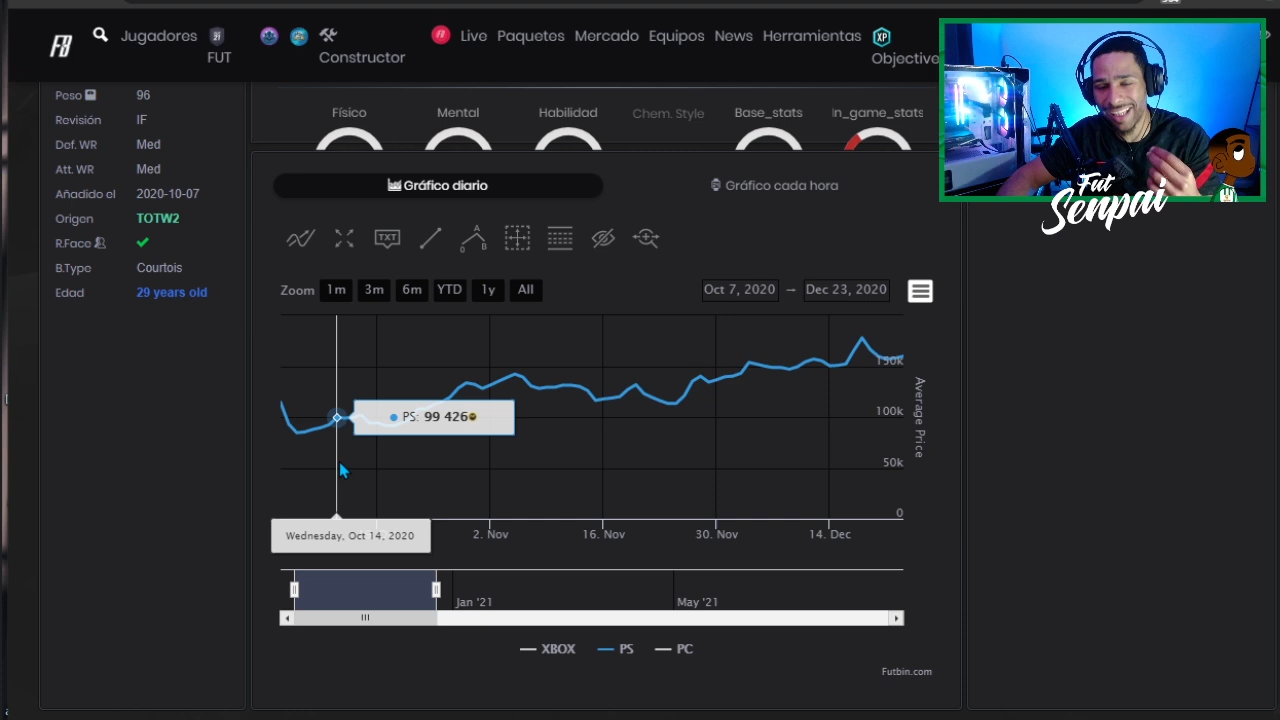 Jugadores
FUT
Constructor
Live
Paquetes
Mercado
Equipos
News
Herramientas
XP
Objective
Peso 96
Revisión IF
Def. WR Med
Att. WR Med
Añadido el 2020-10-07
Origen TOTW2
R.Face
B.Type Courtois
Edad 29 years old
Físico
Mental
Habilidad
Chem. Style
Base_stats
In_game_stats
Gráfico diario
Gráfico cada hora
TXT
A
0
B
Zoom 1m 3m 6m YTD 1y All
Oct 7, 2020 → Dec 23, 2020
150k
100k
50k
0
Average Price
PS: 99 426
Wednesday, Oct 14, 2020
2. Nov
16. Nov
30. Nov
14. Dec
Jan '21
May '21
XBOX
PS
PC
Futbin.com
Fut
Senpai